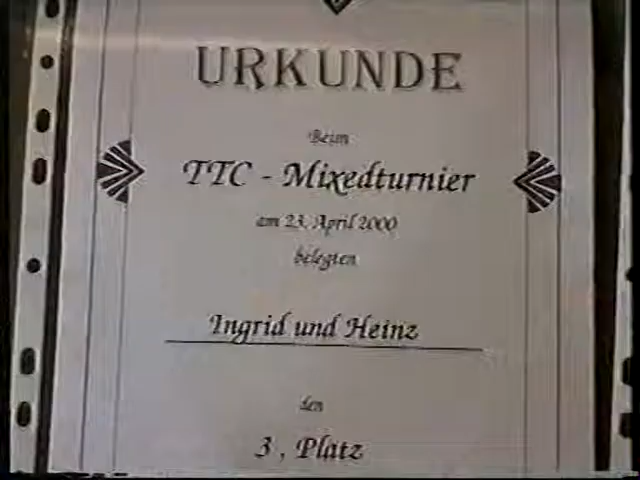 URKUNDE
Beim
TTC - Mixedturnier
am 23. April 2000
belegten
Ingrid und Heinz
den
3. Platz